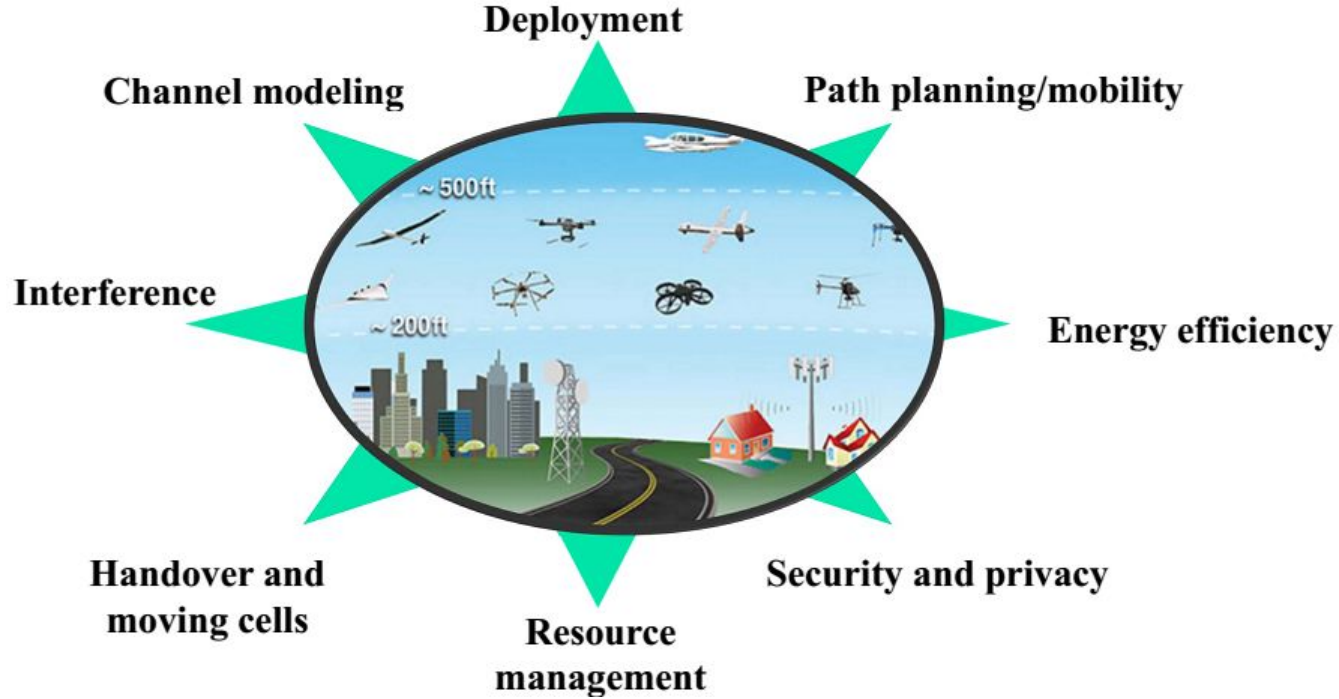 Deployment
Channel modeling
Path planning/mobility
~ 500ft
Interference
~ 200ft
Energy efficiency
Handover and
moving cells
Security and privacy
Resource
management